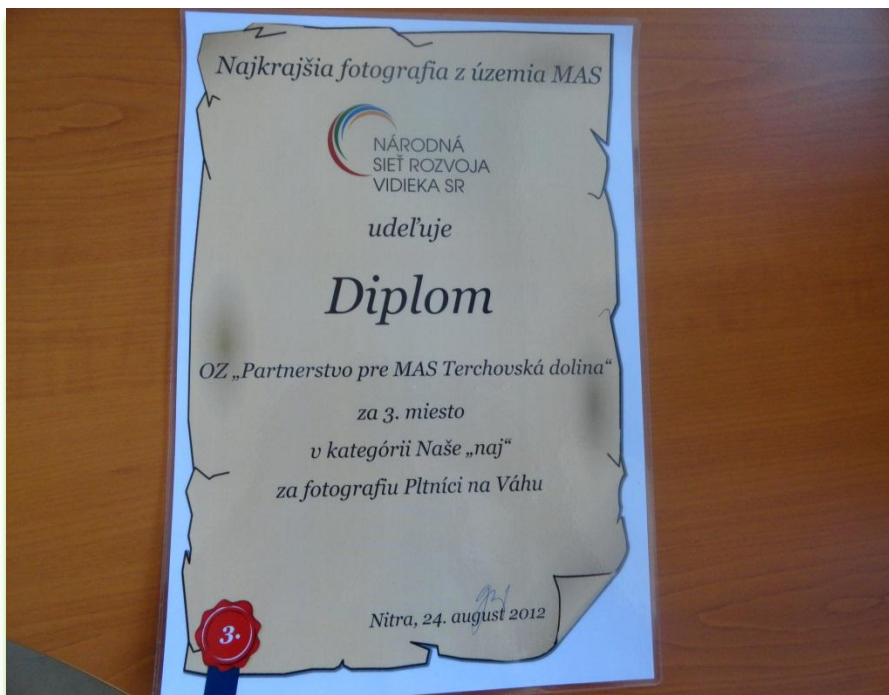 Najkrajšia fotografia z územia MAS
NÁRODNÁ
SIEŤ ROZVOJA
VIDIEKA SR
udeľuje
Diplom
OZ „Partnerstvo pre MAS Terchovská dolina“
za 3. miesto
v kategórii Naše „naj“
za fotografiu Pltníci na Váhu
Nitra, 24. august 2012
3.